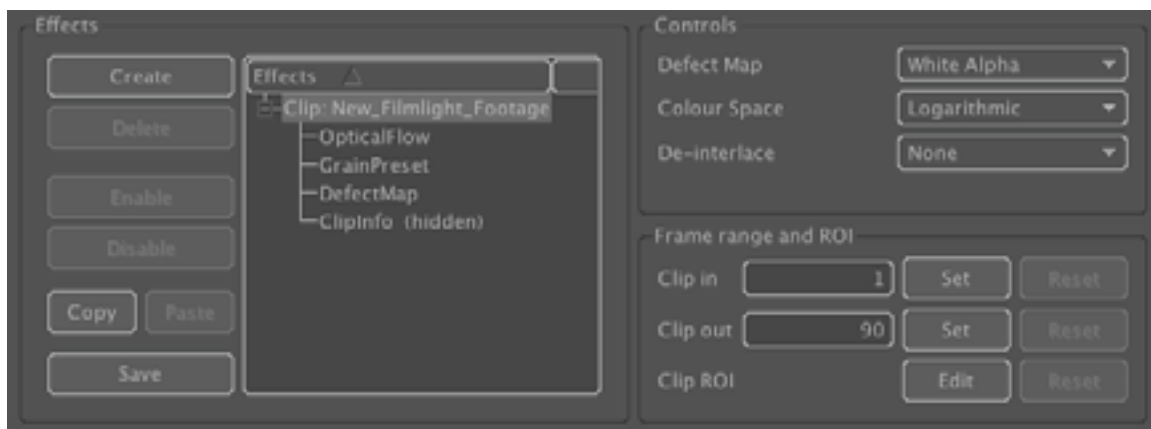 Effects
Create
Delete
Enable
Disable
Copy Paste
Save
Effects
Clip: New_Filmlight_Footage
OpticalFlow
GrainPreset
DefectMap
ClipInfo (hidden)
Controls
Defect Map White Alpha
Colour Space Logarithmic
De-interlace None
Frame range and ROI
Clip in 1 Set Reset
Clip out 90 Set Reset
Clip ROI Edit Reset